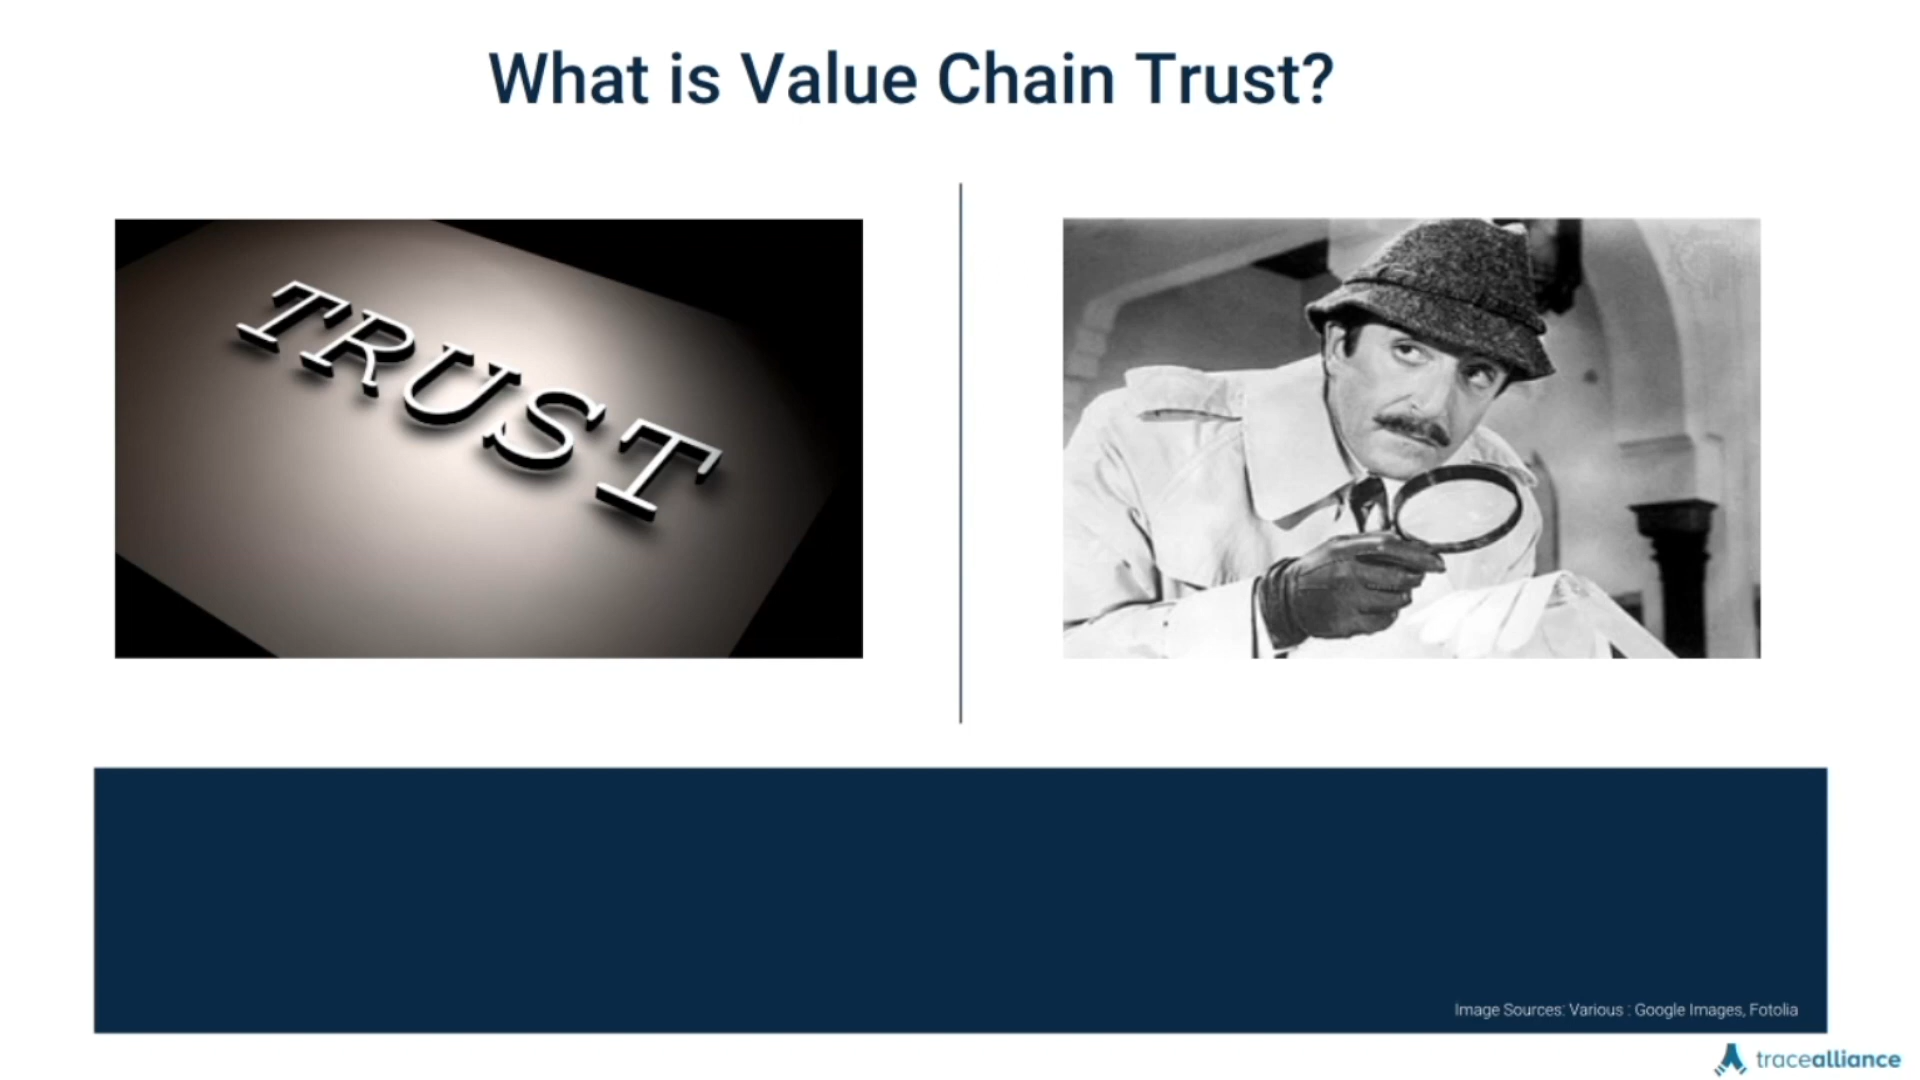 What is Value Chain Trust?
TRUST
Image Sources: Various : Google Images, Fotolia
tracealliance